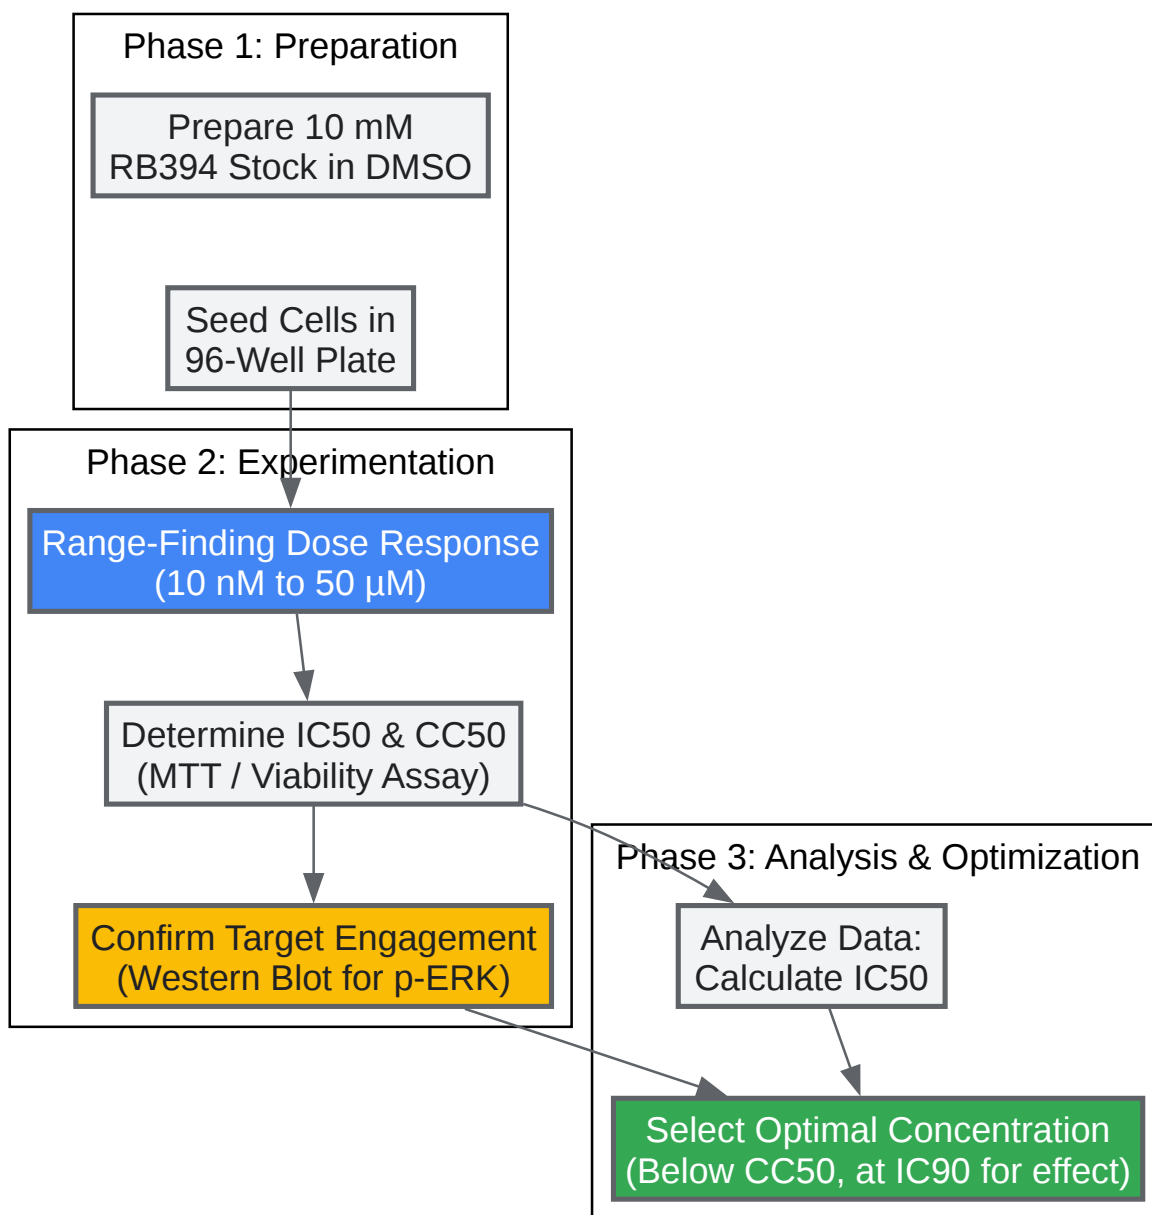 Phase 1: Preparation
Prepare 10 mM
RB394 Stock in DMSO
Seed Cells in
96-Well Plate
Phase 2: Experimentation
Range-Finding Dose Response
(10 nM to 50 µM)
Determine IC50 & CC50
(MTT / Viability Assay)
Phase 3: Analysis & Optimization
Confirm Target Engagement
(Western Blot for p-ERK)
Analyze Data:
Calculate IC50
Select Optimal Concentration
(Below CC50, at IC90 for effect)